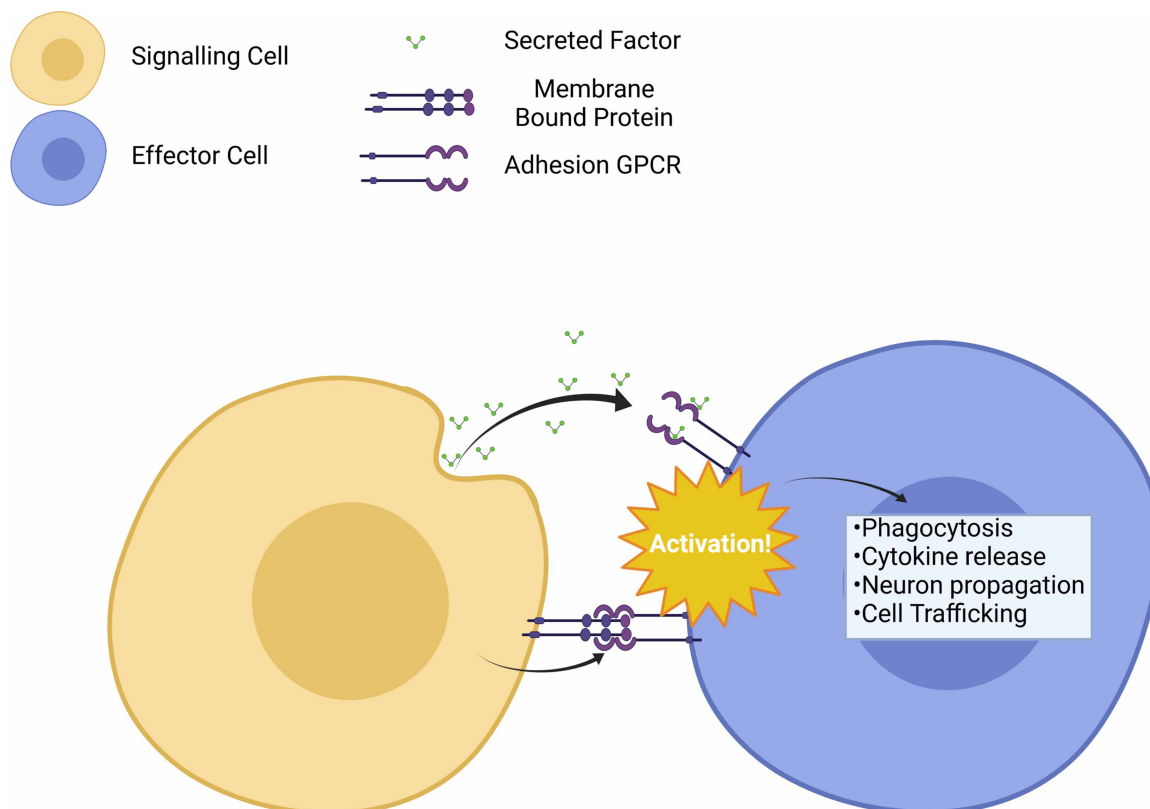 Signalling Cell
Secreted Factor
Membrane
Bound Protein
Effector Cell
Adhesion GPCR
Activation!
•Phagocytosis
•Cytokine release
•Neuron propagation
•Cell Trafficking